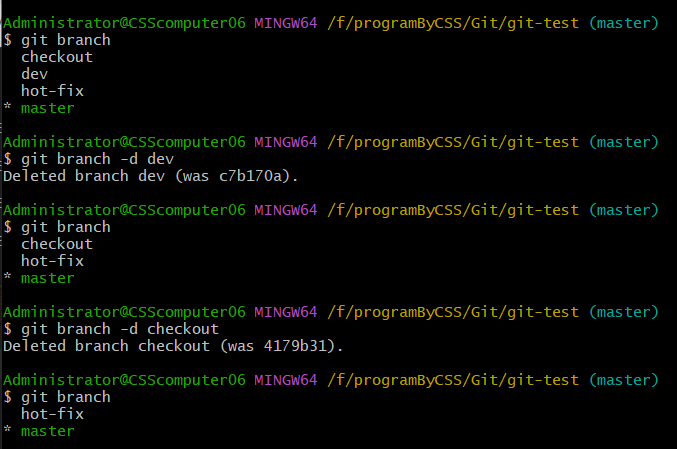 Administrator@CSScomputer06 MINGW64 /f/programByCSS/Git/git-test (master)
$ git branch
  checkout
  dev
  hot-fix
* master

Administrator@CSScomputer06 MINGW64 /f/programByCSS/Git/git-test (master)
$ git branch -d dev
Deleted branch dev (was c7b170a).

Administrator@CSScomputer06 MINGW64 /f/programByCSS/Git/git-test (master)
$ git branch
  checkout
  hot-fix
* master

Administrator@CSScomputer06 MINGW64 /f/programByCSS/Git/git-test (master)
$ git branch -d checkout
Deleted branch checkout (was 4179b31).

Administrator@CSScomputer06 MINGW64 /f/programByCSS/Git/git-test (master)
$ git branch
  hot-fix
* master